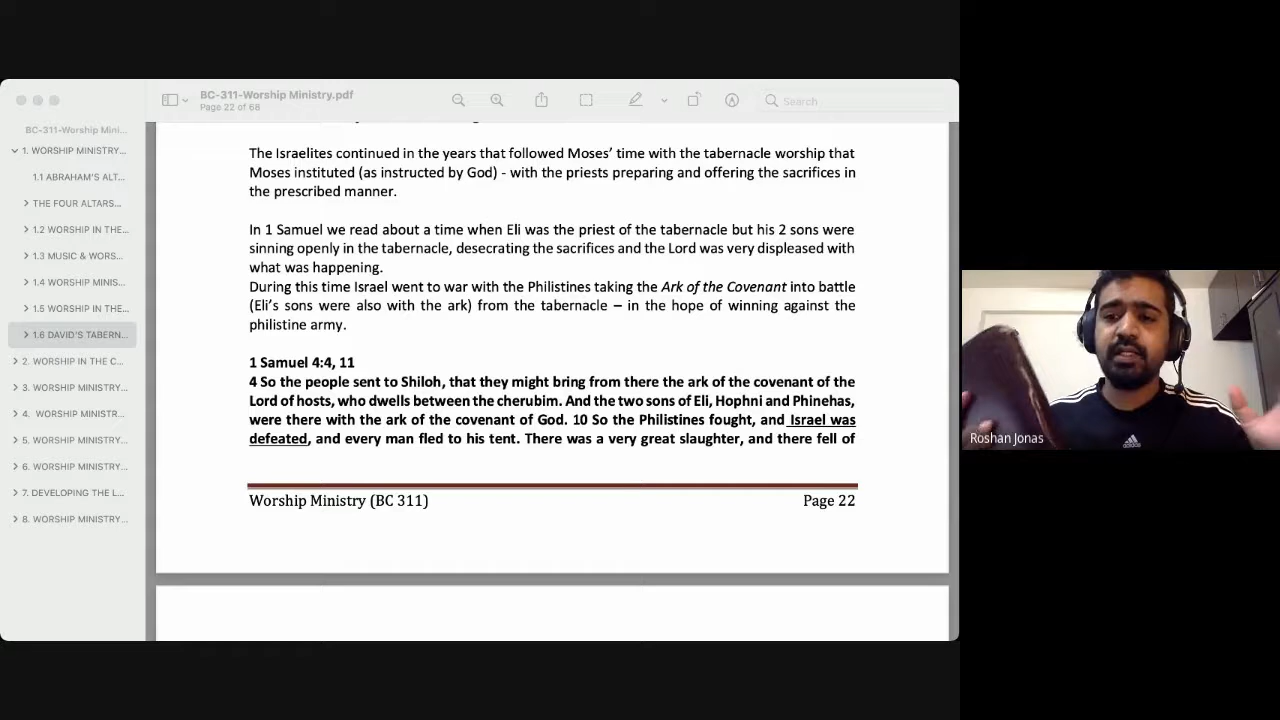 BC-311-Worship Ministry.pdf
Page 22 of 68
Search
BC-311-Worship Mini...
1. WORSHIP MINISTRY...
1.1 ABRAHAM'S ALT...
THE FOUR ALTARS...
1.2 WORSHIP IN THE...
1.3 MUSIC & WORS...
1.4 WORSHIP MINIS...
1.5 WORSHIP IN THE...
1.6 DAVID'S TABERN...
2. WORSHIP IN THE C...
3. WORSHIP MINISTRY...
4. WORSHIP MINISTR...
5. WORSHIP MINISTRY...
6. WORSHIP MINISTRY...
7. DEVELOPING THE L...
8. WORSHIP MINISTRY...
The Israelites continued in the years that followed Moses' time with the tabernacle worship that
Moses instituted (as instructed by God) - with the priests preparing and offering the sacrifices in
the prescribed manner.
In 1 Samuel we read about a time when Eli was the priest of the tabernacle but his 2 sons were
sinning openly in the tabernacle, desecrating the sacrifices and the Lord was very displeased with
what was happening.
During this time Israel went to war with the Philistines taking the Ark of the Covenant into battle
(Eli's sons were also with the ark) from the tabernacle – in the hope of winning against the
philistine army.
1 Samuel 4:4, 11
4 So the people sent to Shiloh, that they might bring from there the ark of the covenant of the
Lord of hosts, who dwells between the cherubim. And the two sons of Eli, Hophni and Phinehas,
were there with the ark of the covenant of God. 10 So the Philistines fought, and Israel was
defeated, and every man fled to his tent. There was a very great slaughter, and there fell of
Worship Ministry (BC 311)
Page 22
Roshan Jonas